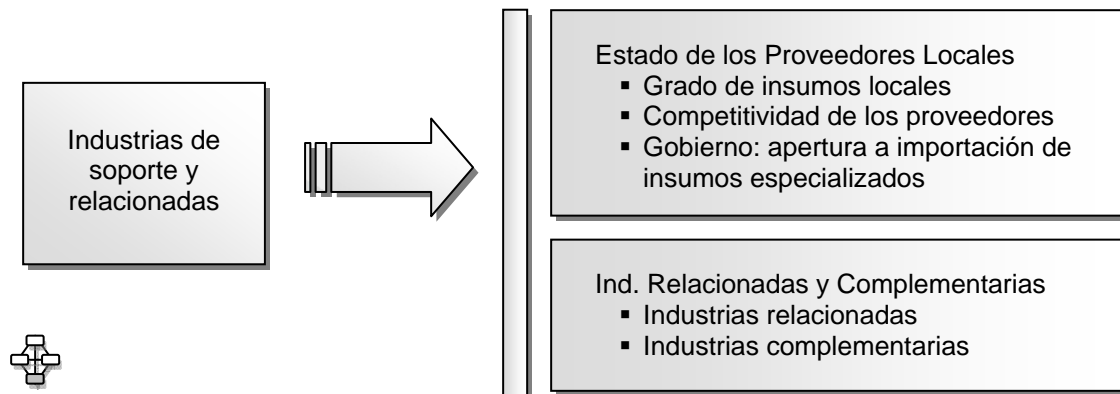 Industrias de
soporte y
relacionadas
Estado de los Proveedores Locales
▪ Grado de insumos locales
▪ Competitividad de los proveedores
▪ Gobierno: apertura a importación de
insumos especializados
Ind. Relacionadas y Complementarias
▪ Industrias relacionadas
▪ Industrias complementarias